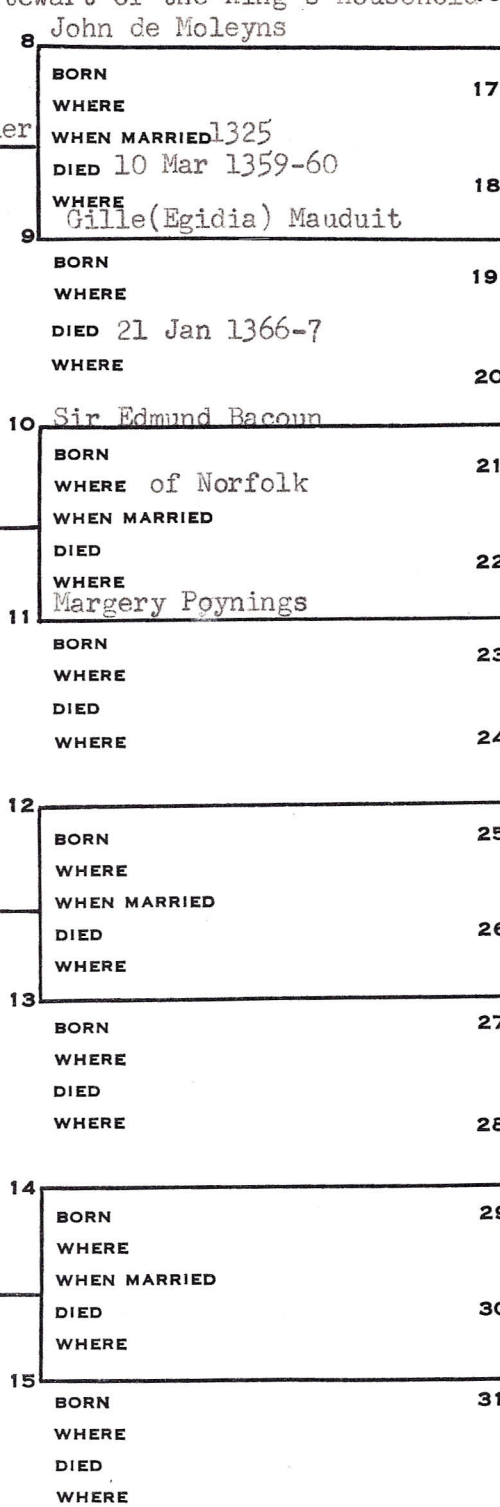 of the King's Household
John de Moleyns
8
BORN
17
WHERE
er
WHEN MARRIED 1325
DIED 10 Mar 1359-60
18
WHERE
Gille(Egidia) Mauduit
9
BORN
19
WHERE
DIED 21 Jan 1366-7
WHERE
20
10 Sir Edmund Bacoun
BORN
21
WHERE of Norfolk
WHEN MARRIED
DIED
22
WHERE
Margery Poynings
11
BORN
23
WHERE
DIED
WHERE
24
12
BORN
25
WHERE
WHEN MARRIED
DIED
26
WHERE
13
BORN
27
WHERE
DIED
WHERE
28
14
BORN
29
WHERE
WHEN MARRIED
DIED
30
WHERE
15
BORN
31
WHERE
DIED
WHERE